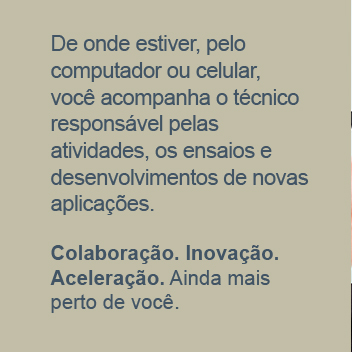 De onde estiver, pelo
computador ou celular,
você acompanha o técnico
responsável pelas
atividades, os ensaios e
desenvolvimentos de novas
aplicações.
Colaboração. Inovação.
Aceleração. Ainda mais
perto de você.